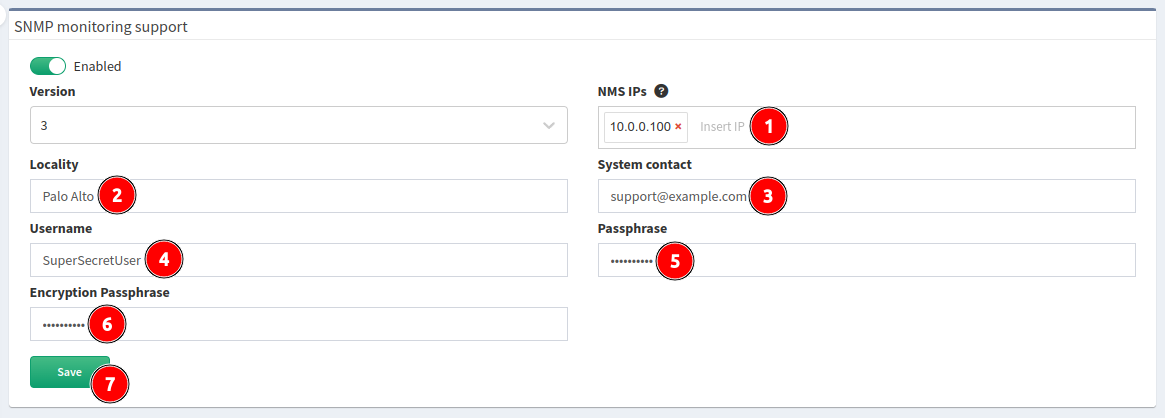 SNMP monitoring support
Enabled
Version
3
NMS IPs ?
10.0.0.100 × Insert IP 1
Locality
Palo Alto 2
System contact
support@example.com 3
Username
SuperSecretUser 4
Passphrase
•••••••••• 5
Encryption Passphrase
•••••••••• 6
Save 7